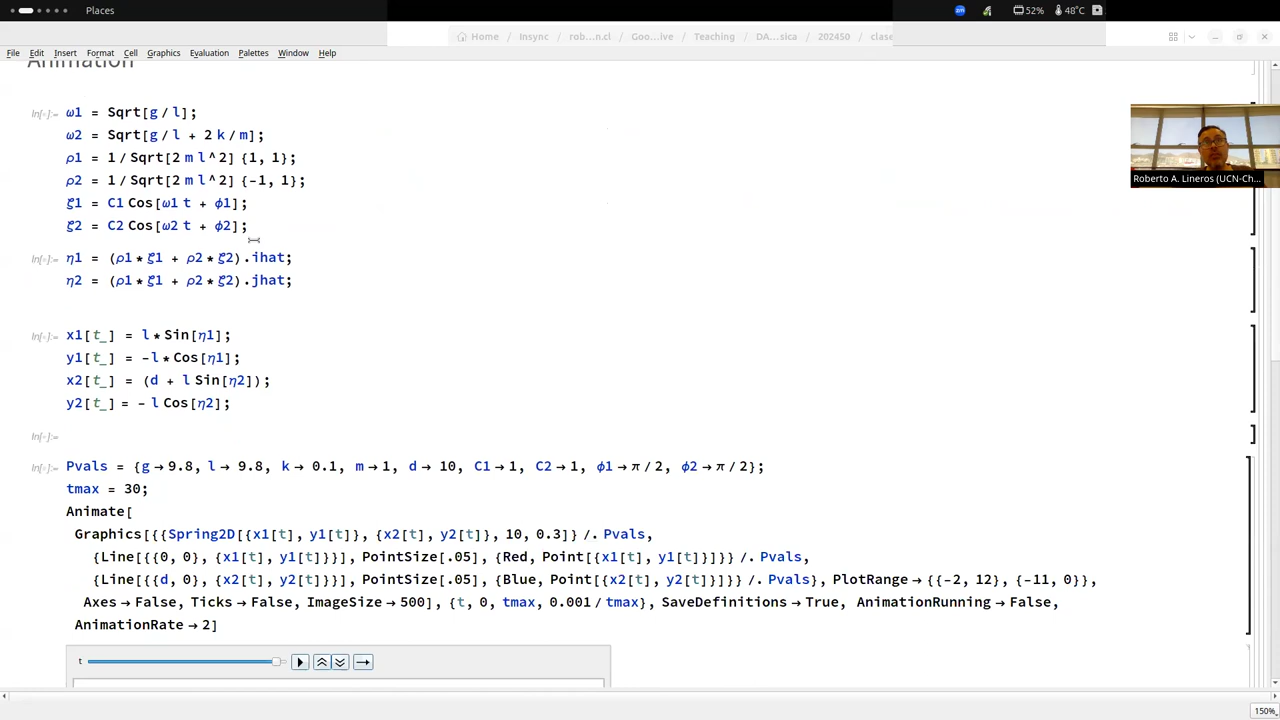 Places
52%
48°C
Home
Insync
rob...n.cl
Goo...ive
Teaching
DA...sica
202450
clase
File Edit Insert Format Cell Graphics Evaluation Palettes Window Help
Animation
In[◦]:= ω1 = Sqrt[g / l];
ω2 = Sqrt[g / l + 2 k / m];
ρ1 = 1 / Sqrt[2 m l ^ 2] {1, 1};
ρ2 = 1 / Sqrt[2 m l ^ 2] {-1, 1};
ξ1 = C1 Cos[ω1 t + ϕ1];
ξ2 = C2 Cos[ω2 t + ϕ2];
In[◦]:= η1 = (ρ1 * ξ1 + ρ2 * ξ2).ihat;
η2 = (ρ1 * ξ1 + ρ2 * ξ2).jhat;
In[◦]:= x1[t_] = l * Sin[η1];
y1[t_] = -l * Cos[η1];
x2[t_] = (d + l Sin[η2]);
y2[t_] = - l Cos[η2];
In[◦]:=
In[◦]:= Pvals = {g → 9.8, l → 9.8, k → 0.1, m → 1, d → 10, C1 → 1, C2 → 1, ϕ1 → π / 2, ϕ2 → π / 2};
tmax = 30;
Animate[
Graphics[{{Spring2D[{x1[t], y1[t]}, {x2[t], y2[t]}, 10, 0.3]} /. Pvals,
{Line[{{0, 0}, {x1[t], y1[t]}}], PointSize[.05], {Red, Point[{x1[t], y1[t]}]}} /. Pvals,
{Line[{{d, 0}, {x2[t], y2[t]}}], PointSize[.05], {Blue, Point[{x2[t], y2[t]}]}} /. Pvals}, PlotRange → {{-2, 12}, {-11, 0}},
Axes → False, Ticks → False, ImageSize → 500], {t, 0, tmax, 0.001 / tmax}, SaveDefinitions → True, AnimationRunning → False,
AnimationRate → 2]
t
Roberto A. Lineros (UCN-Ch...
150%